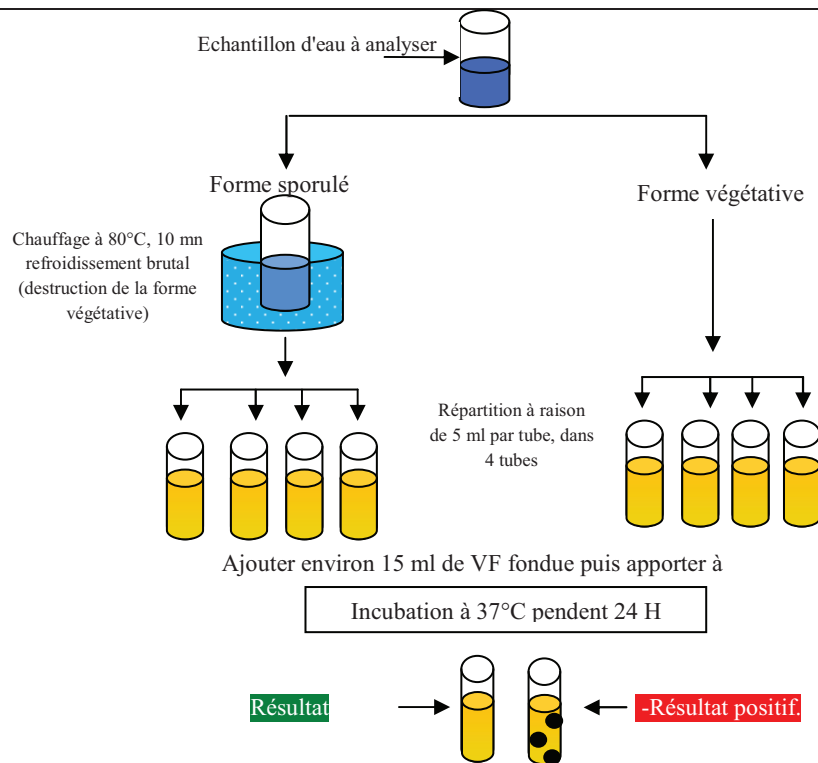 Echantillon d'eau à analyser
Forme sporulé
Forme végétative
Chauffage à 80°C, 10 mn
refroidissement brutal
(destruction de la forme
végétative)
Répartition à raison
de 5 ml par tube, dans
4 tubes
Ajouter environ 15 ml de VF fondue puis apporter à
Incubation à 37°C pendent 24 H
Résultat
-Résultat positif.